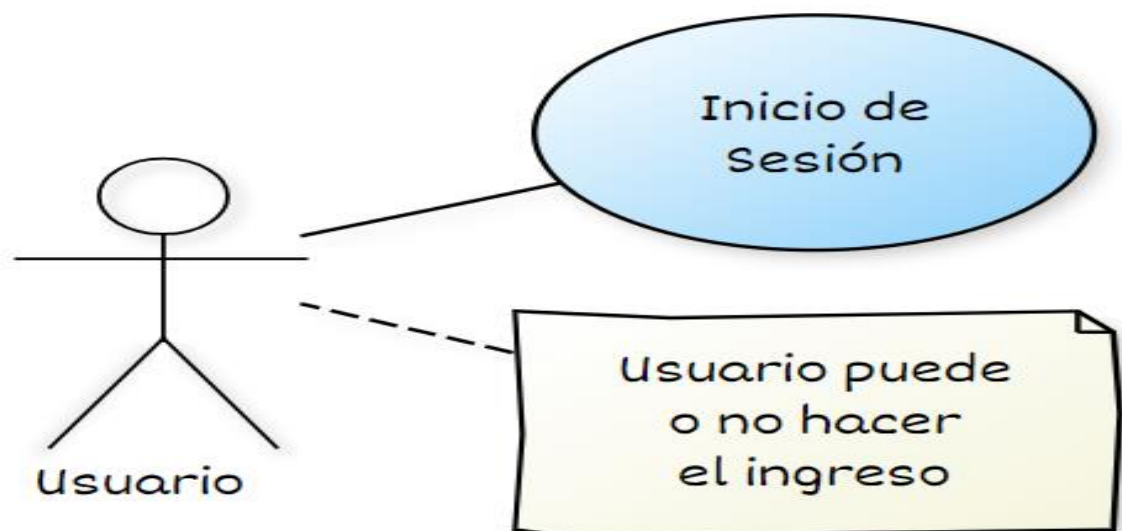 Inicio de
Sesión
Usuario puede
o no hacer
el ingreso
Usuario